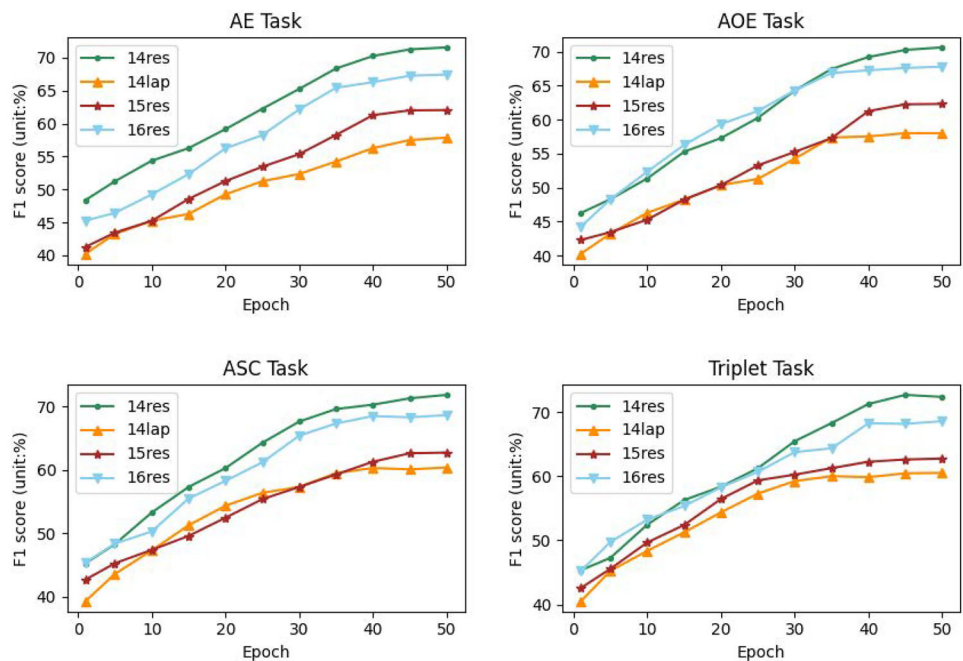 AE Task
F1 score (unit:%)
70
65
60
55
50
45
40
14res
14lap
15res
16res
0 10 20 30 40 50
Epoch
AOE Task
F1 score (unit:%)
70
65
60
55
50
45
40
14res
14lap
15res
16res
0 10 20 30 40 50
Epoch
ASC Task
F1 score (unit:%)
70
60
50
40
14res
14lap
15res
16res
0 10 20 30 40 50
Epoch
Triplet Task
F1 score (unit:%)
70
60
50
40
14res
14lap
15res
16res
0 10 20 30 40 50
Epoch